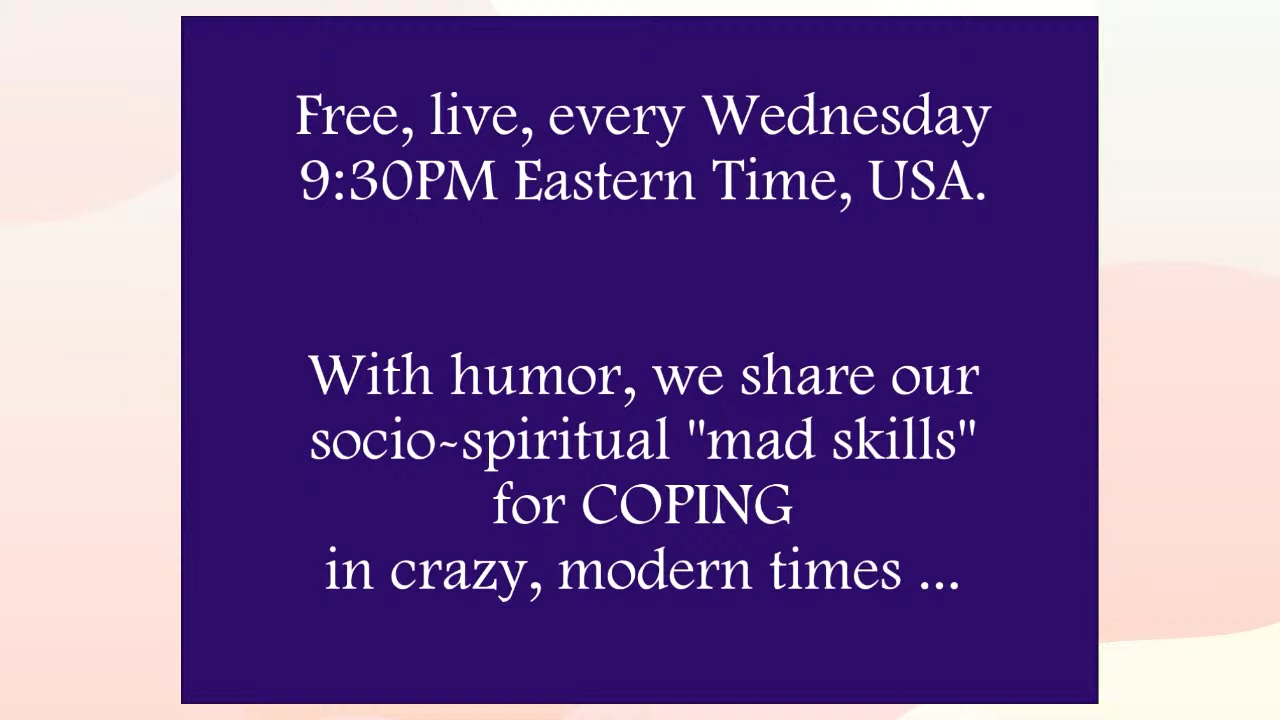 Free, live, every Wednesday
9:30PM Eastern Time, USA.
With humor, we share our
socio-spiritual "mad skills"
for COPING
in crazy, modern times ...